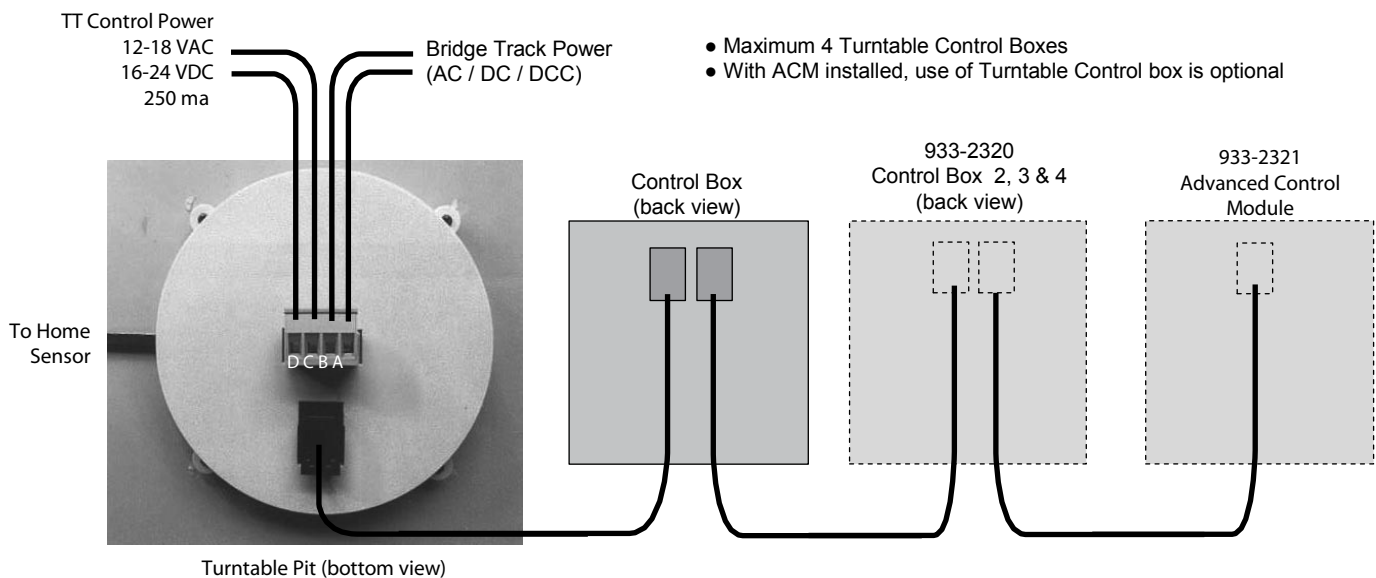 TT Control Power
12-18 VAC
16-24 VDC
250 ma
Bridge Track Power
(AC / DC / DCC)
● Maximum 4 Turntable Control Boxes
● With ACM installed, use of Turntable Control box is optional
To Home
Sensor
D C B A
Control Box
(back view)
933-2320
Control Box 2, 3 & 4
(back view)
933-2321
Advanced Control
Module
Turntable Pit (bottom view)